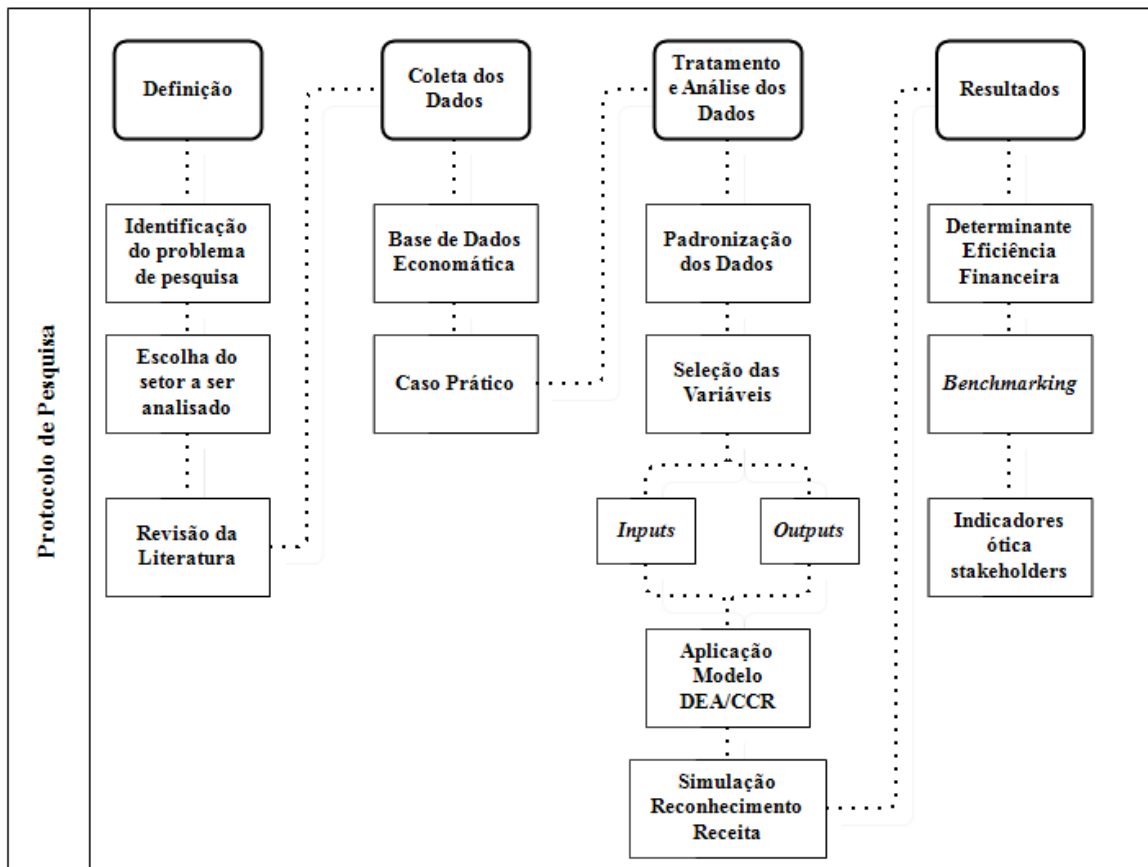 Protocolo de Pesquisa
Definição
Identificação
do problema
de pesquisa
Escolha do
setor a ser
analisado
Revisão da
Literatura
Coleta dos
Dados
Base de Dados
Economática
Caso Prático
Tratamento
e Análise dos
Dados
Padronização
dos Dados
Seleção das
Variáveis
Inputs
Outputs
Aplicação
Modelo
DEA/CCR
Simulação
Reconhecimento
Receita
Resultados
Determinante
Eficiência
Financeira
Benchmarking
Indicadores
ótica
stakeholders